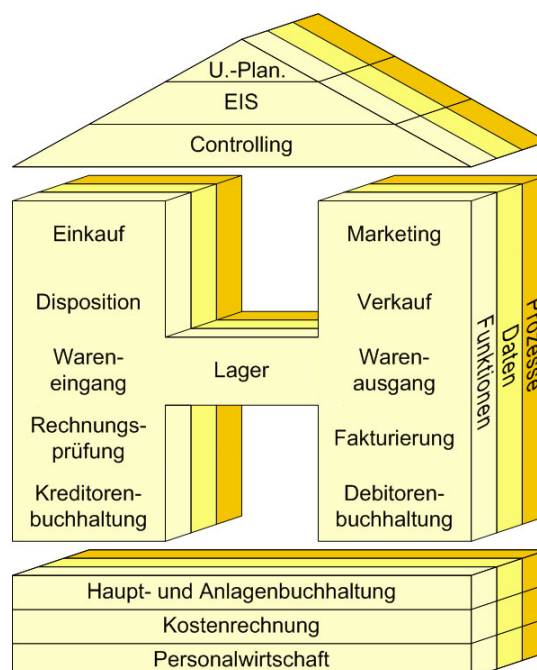 U.-Plan.
EIS
Controlling
Einkauf
Disposition
Waren-
eingang
Rechnungs-
prüfung
Kreditoren-
buchhaltung
Lager
Marketing
Verkauf
Waren-
ausgang
Fakturierung
Debitoren-
buchhaltung
Funktionen
Daten
Prozesse
Haupt- und Anlagenbuchhaltung
Kostenrechnung
Personalwirtschaft